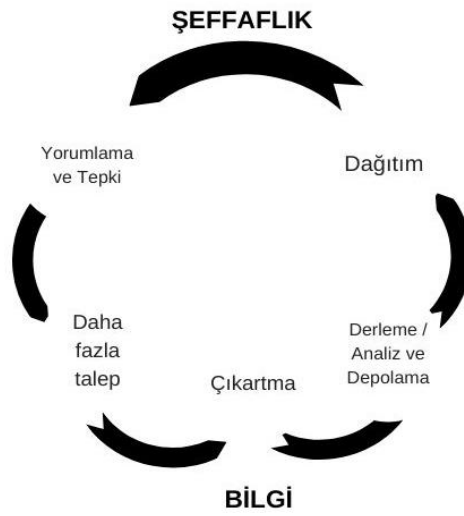 ŞEFFAFLIK
Yorumlama
ve Tepki
Dağıtım
Daha
fazla
talep
Çıkartma
Derleme /
Analiz ve
Depolama
BİLGİ